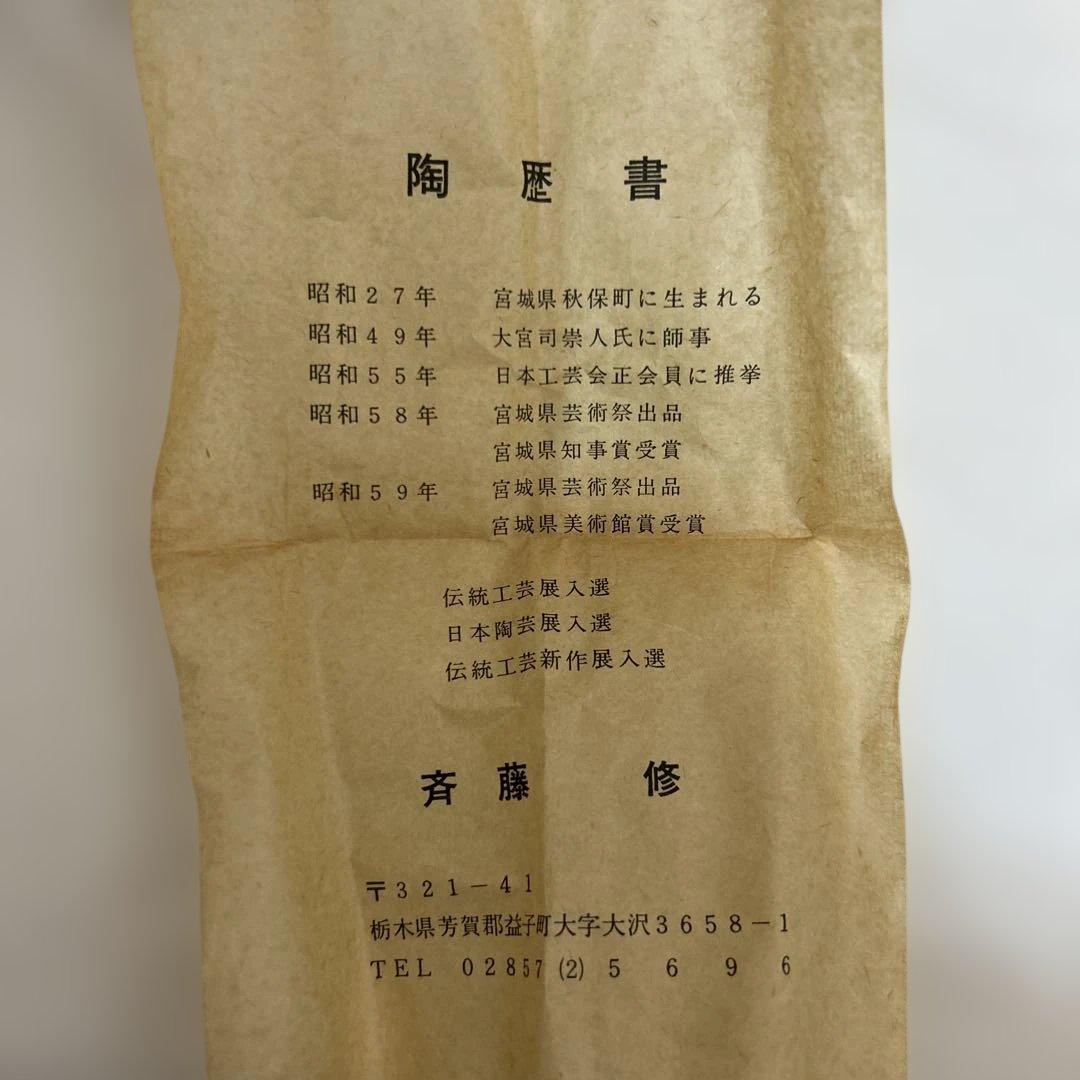 陶歴書
昭和27年 宮城県秋保町に生まれる
昭和49年 大宮司崇人氏に師事
昭和55年 日本工芸会正会員に推挙
昭和58年 宮城県芸術祭出品
宮城県知事賞受賞
昭和59年 宮城県芸術祭出品
宮城県美術館賞受賞
伝統工芸展入選
日本陶芸展入選
伝統工芸新作展入選
斉藤 修
〒321-41
栃木県芳賀郡益子町大字大沢3658-1
TEL 02857(2)5696